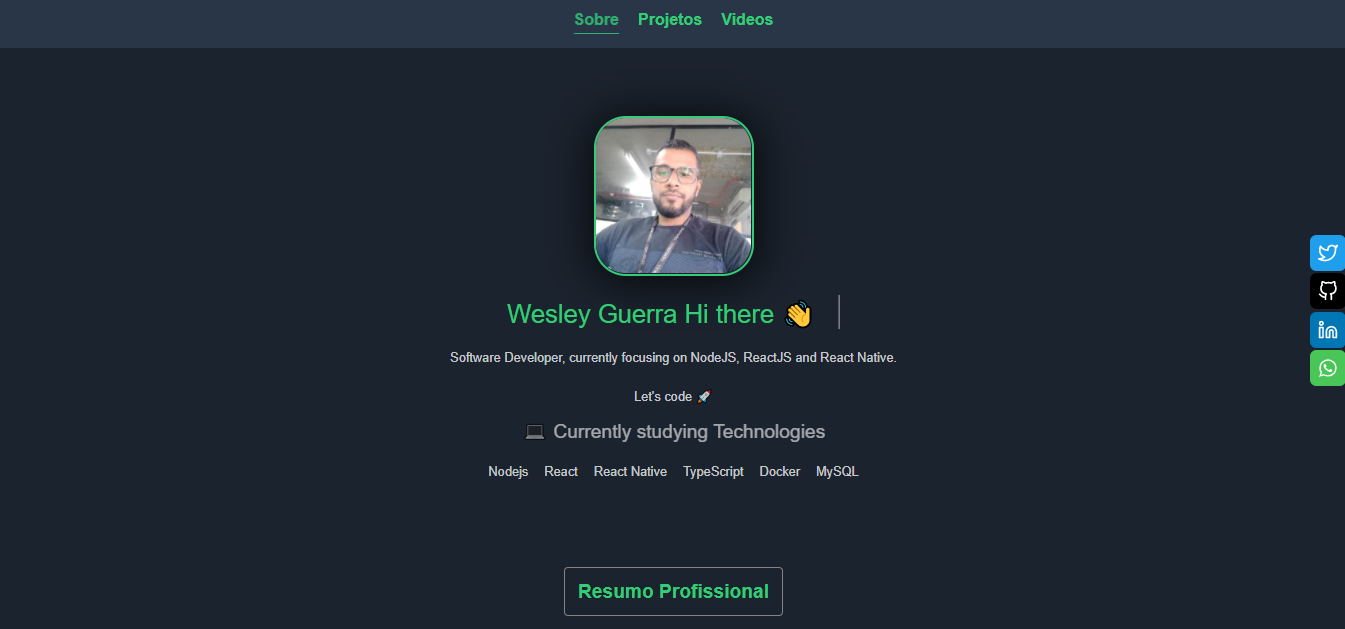 Sobre Projetos Videos
Wesley Guerra Hi there 👋
Software Developer, currently focusing on NodeJS, ReactJS and React Native.
Let's code 🚀
💻 Currently studying Technologies
Nodejs React React Native TypeScript Docker MySQL
Resumo Profissional